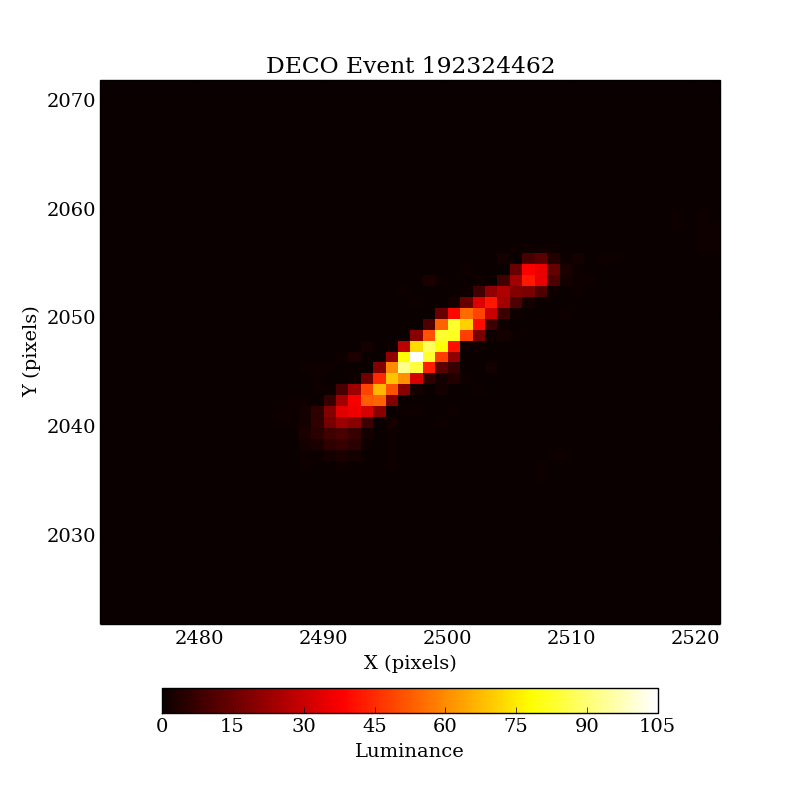 DECO Event 192324462
2070
2060
2050
2040
2030
Y (pixels)
2480 2490 2500 2510 2520
X (pixels)
0 15 30 45 60 75 90 105
Luminance